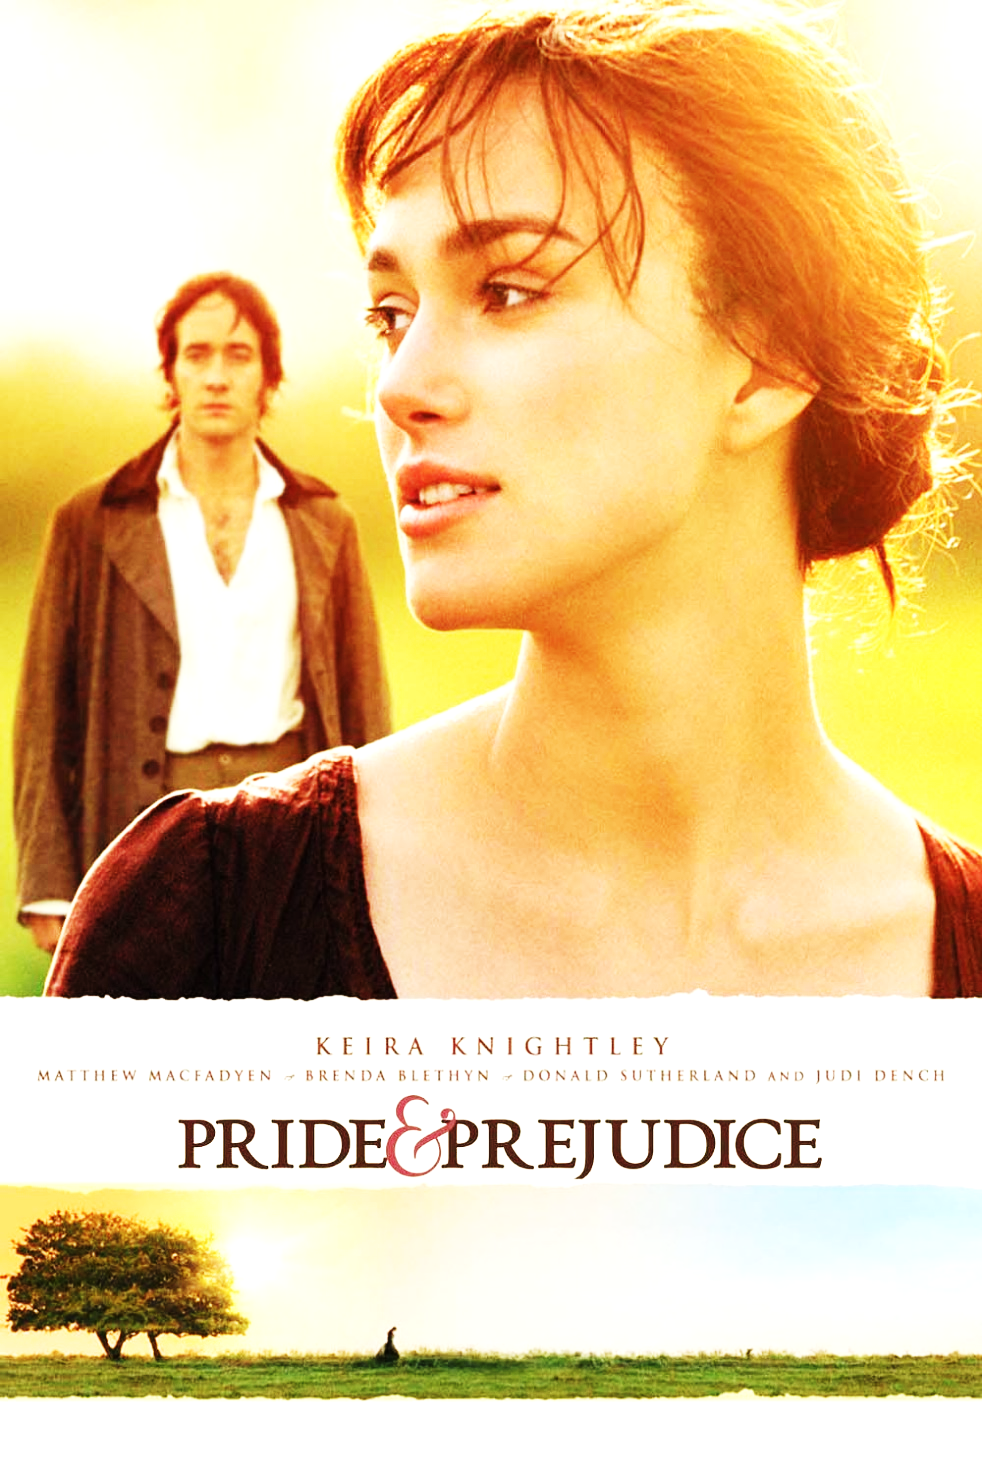 KEIRA KNIGHTLEY
MATTHEW MACFADYEN ~ BRENDA BLETHYN ~ DONALD SUTHERLAND AND JUDI DENCH
PRIDE & PREJUDICE